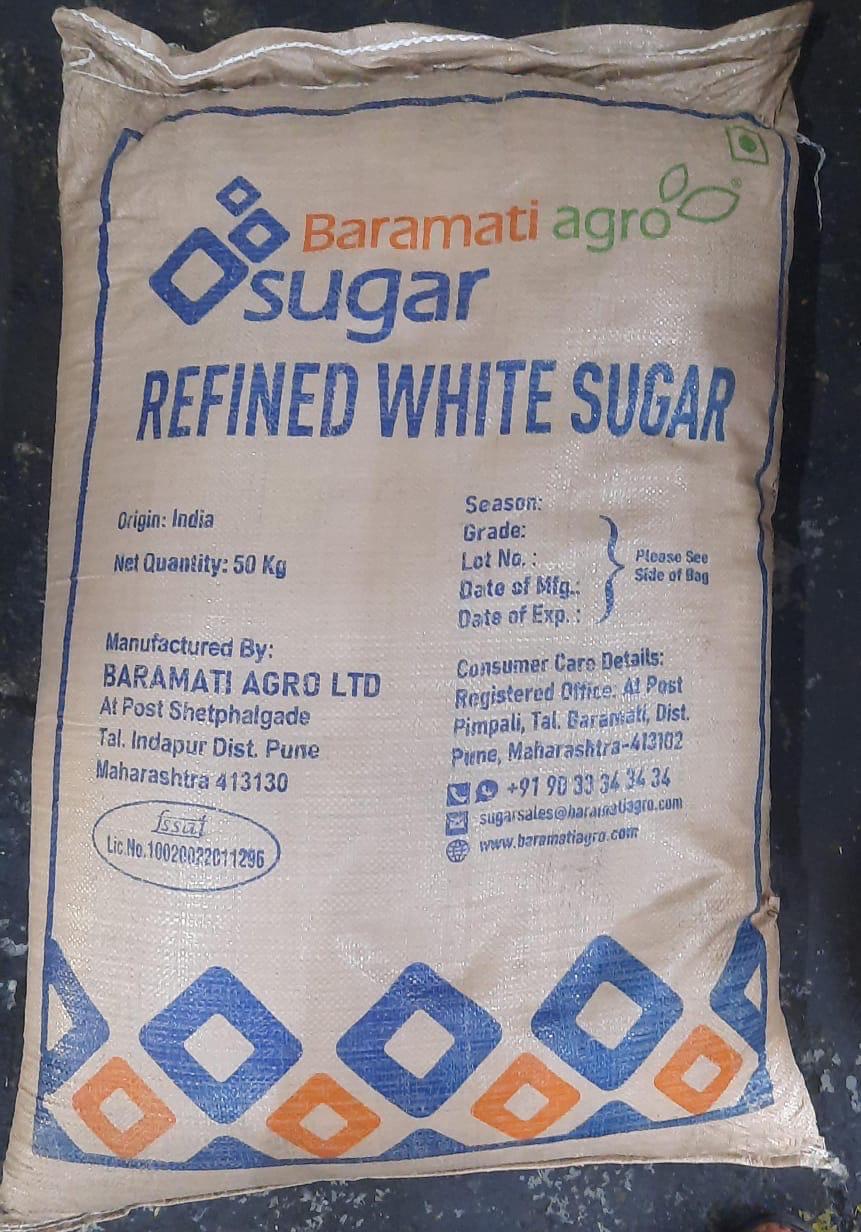 Baramati agro®
sugar
REFINED WHITE SUGAR
Origin: India
Net Quantity: 50 Kg
Season:
Grade:
Lot No. :
Date of Mfg.:
Date of Exp. :
Please See
Side of Bag
Manufactured By:
BARAMATI AGRO LTD
At Post Shetphalgade
Tal. Indapur Dist. Pune
Maharashtra 413130
fssai
Lic.No.10020022011296
Consumer Care Details:
Registered Office: At Post
Pimpali, Tal. Baramati, Dist.
Pune, Maharashtra-413102
+91 90 33 34 34 34
sugarsales@baramatiagro.com
www.baramatiagro.com